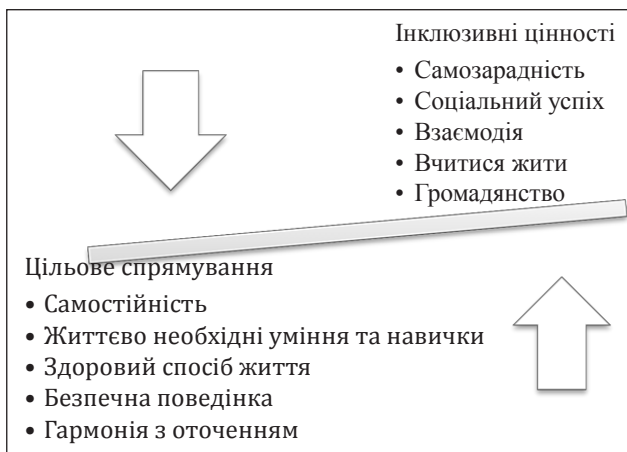 Інклюзивні цінності
• Самозарадність
• Соціальний успіх
• Взаємодія
• Вчитися жити
• Громадянство
Цільове спрямування
• Самостійність
• Життєво необхідні уміння та навички
• Здоровий спосіб життя
• Безпечна поведінка
• Гармонія з оточенням